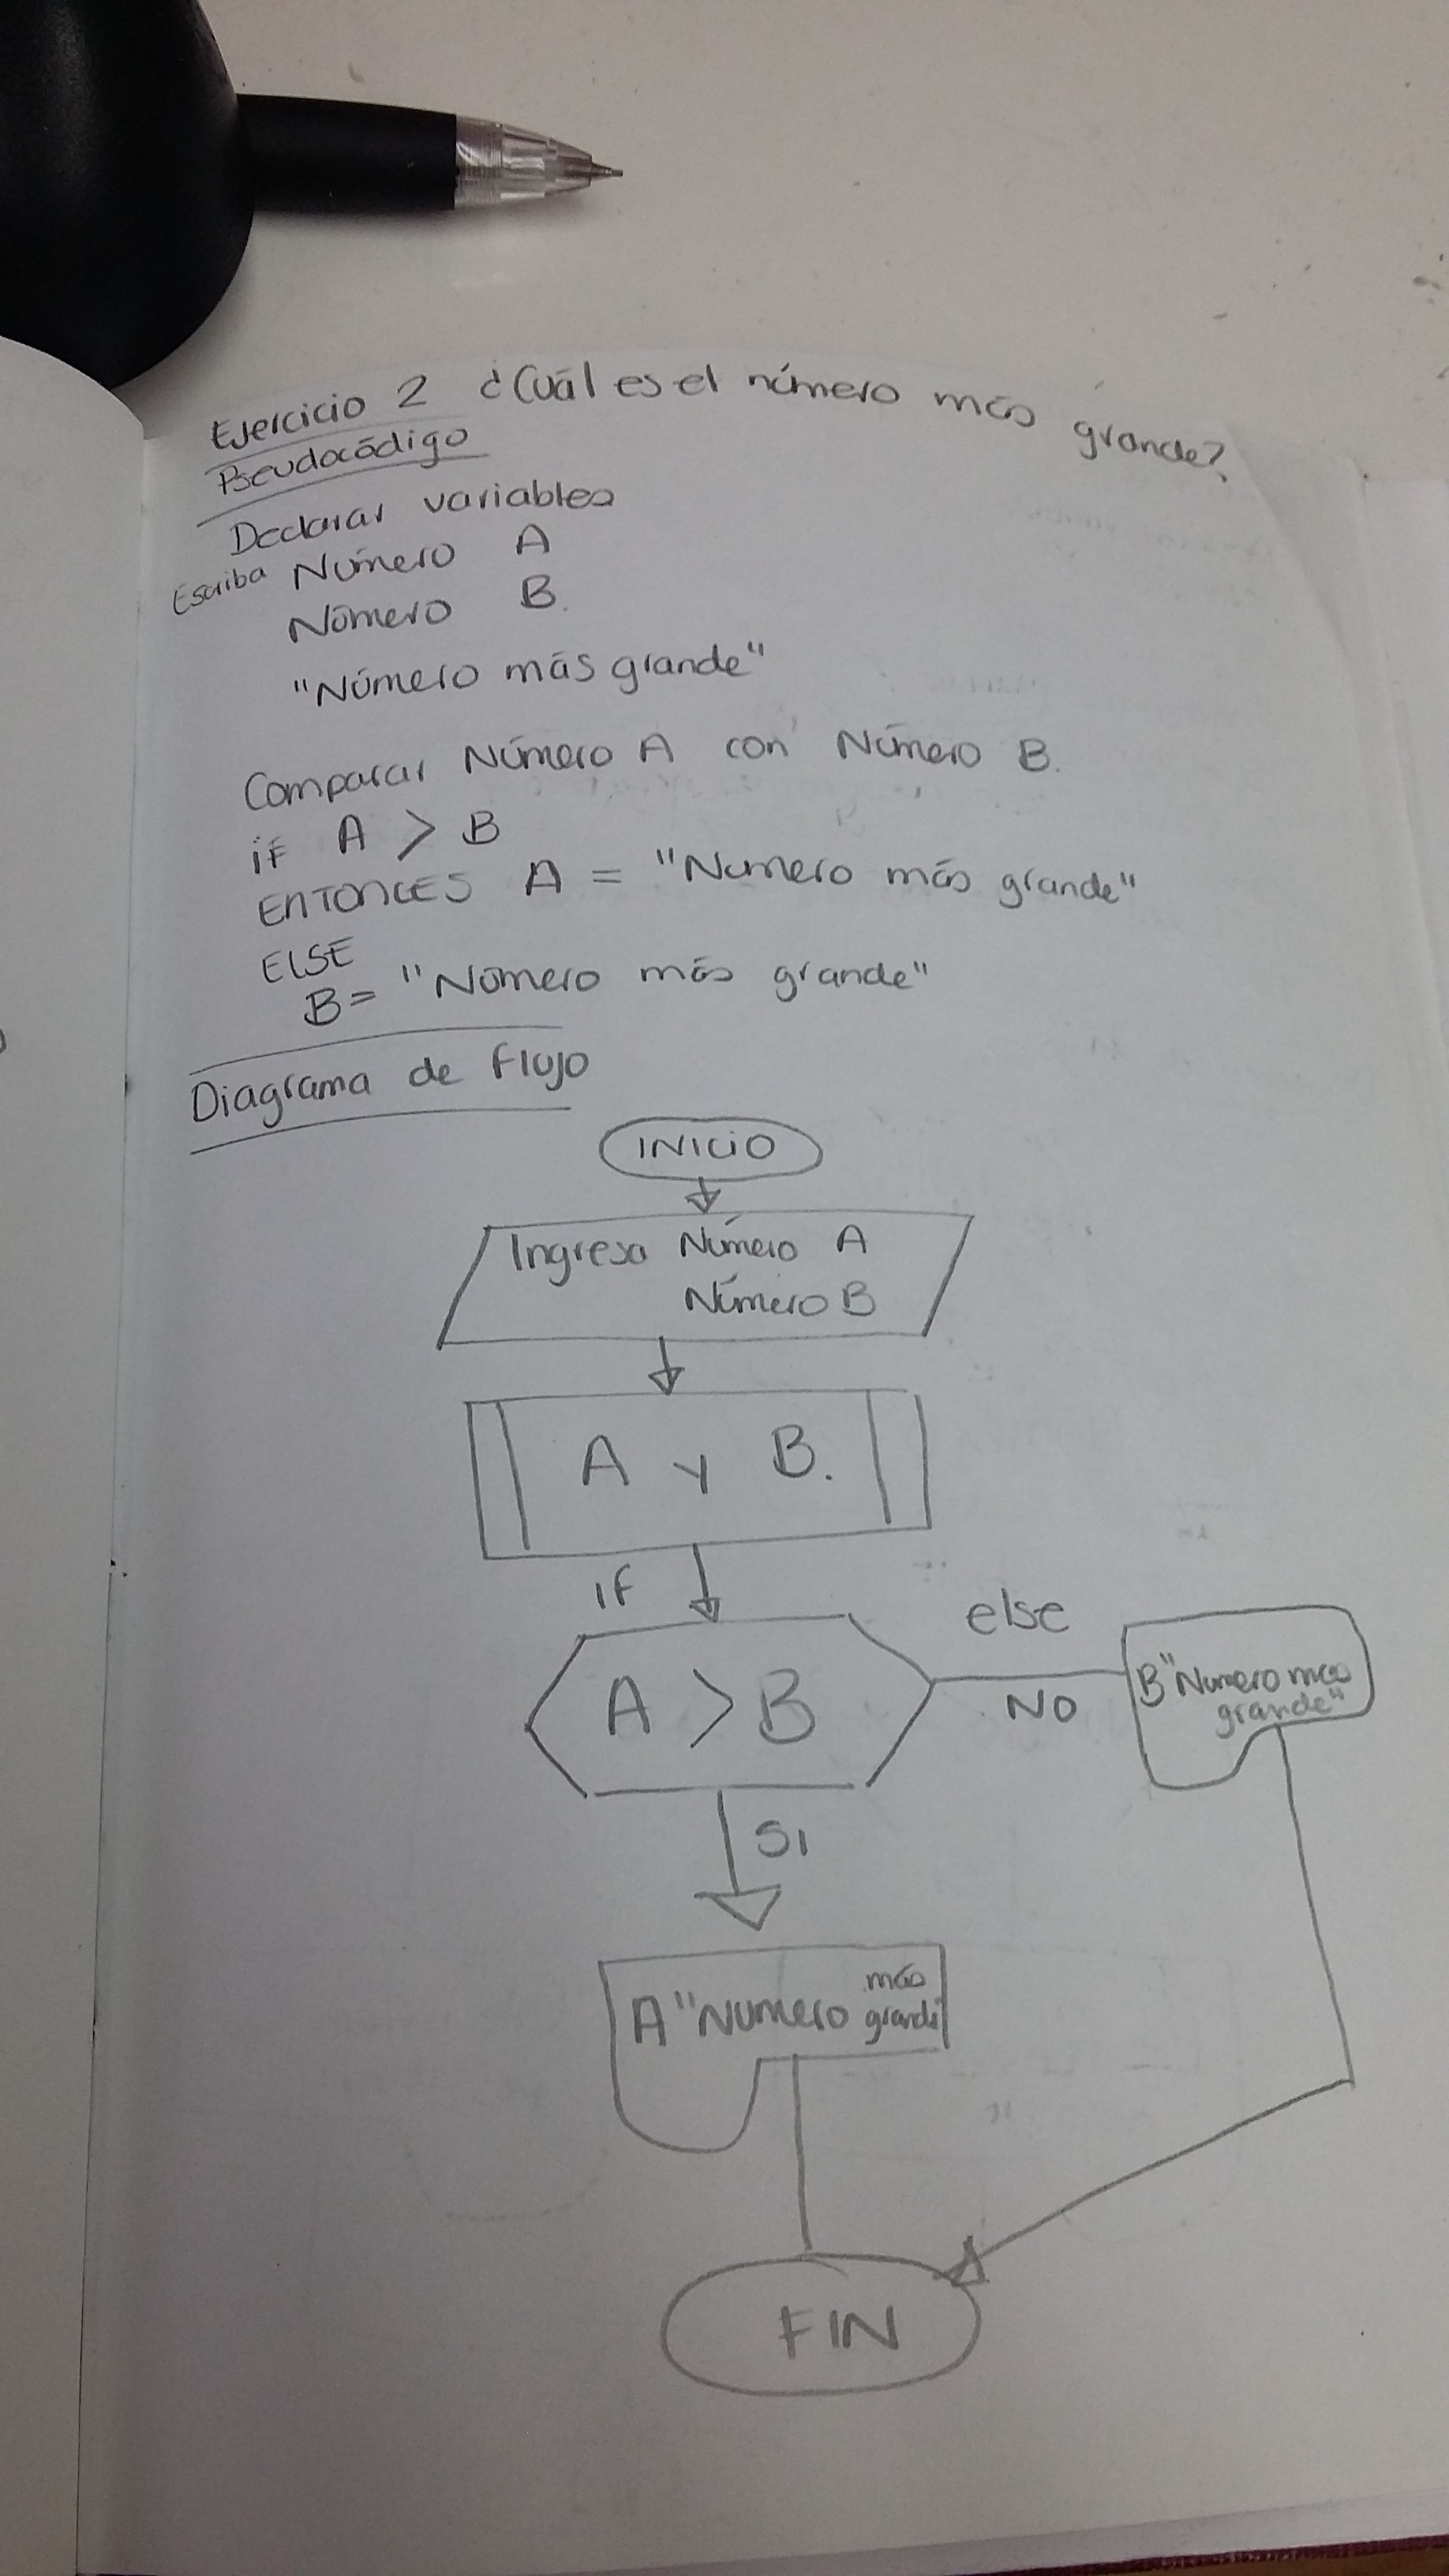 Ejercicio 2 ¿Cuál es el número más grande?
Pseudocódigo
Declarar variables
Escriba Número A
Número B.
"Número más grande"
Comparar Número A con Número B.
if A > B
ENTONCES A = "Numero más grande"
ELSE
B= "Número más grande"
Diagrama de Flujo
INICIO
Ingresa Número A
Número B
A y B.
IF
else
A > B
NO
B "Numero más
grande"
SI
A "Numero más
grande"
FIN